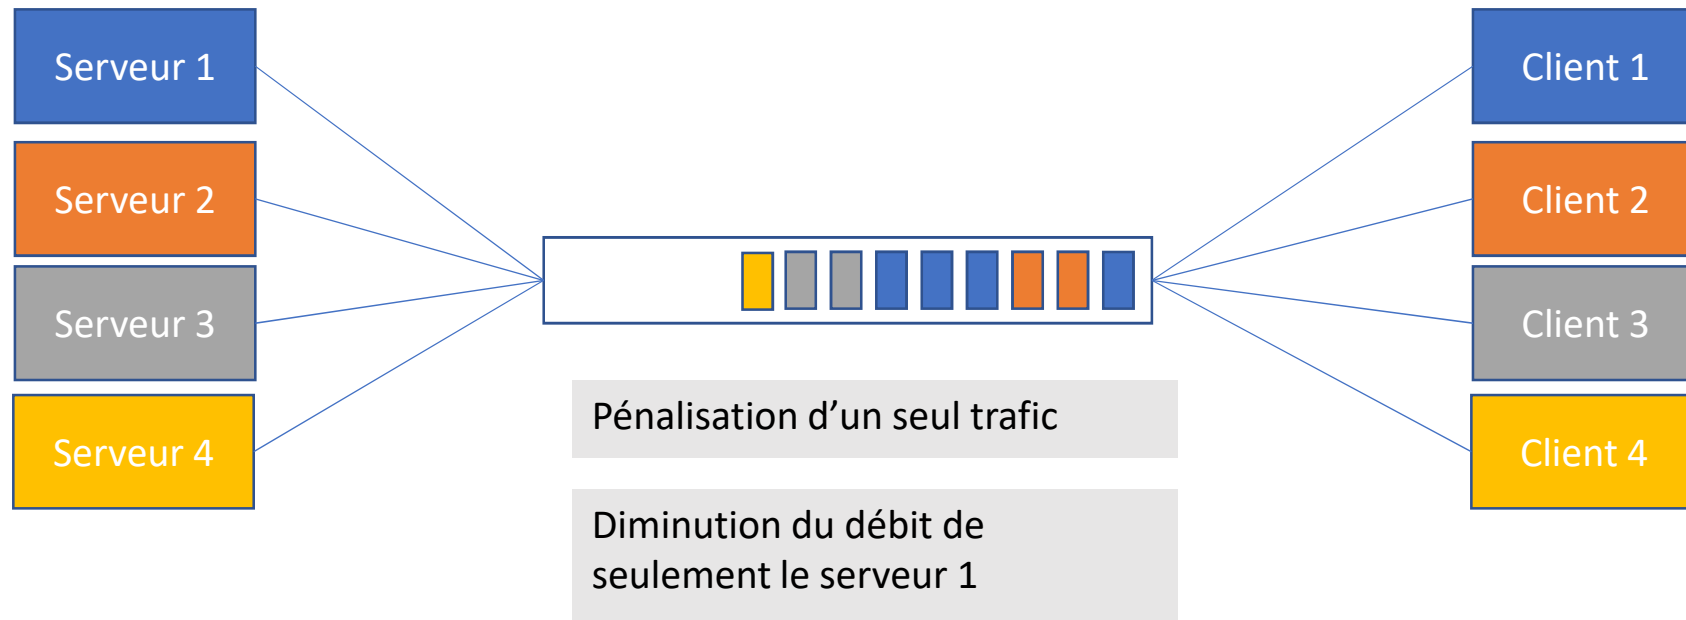 Serveur 1
Serveur 2
Serveur 3
Serveur 4
Pénalisation d’un seul trafic
Diminution du débit de
seulement le serveur 1
Client 1
Client 2
Client 3
Client 4